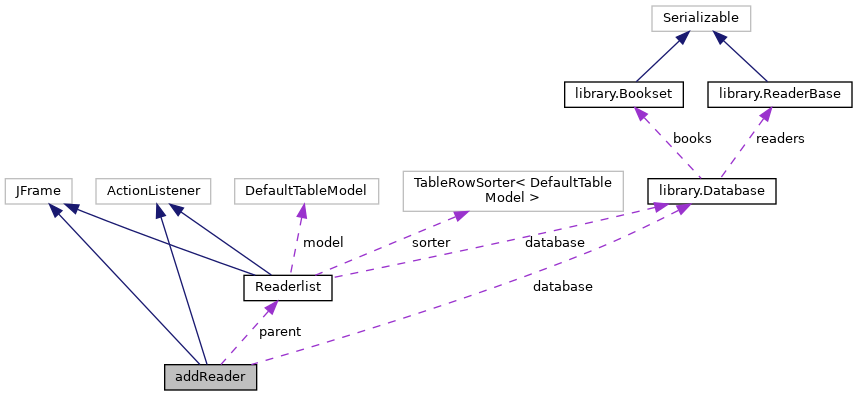 Serializable
library.Bookset
library.ReaderBase
books
readers
JFrame
ActionListener
DefaultTableModel
TableRowSorter< DefaultTable
Model >
library.Database
model
sorter
database
Readerlist
database
parent
addReader